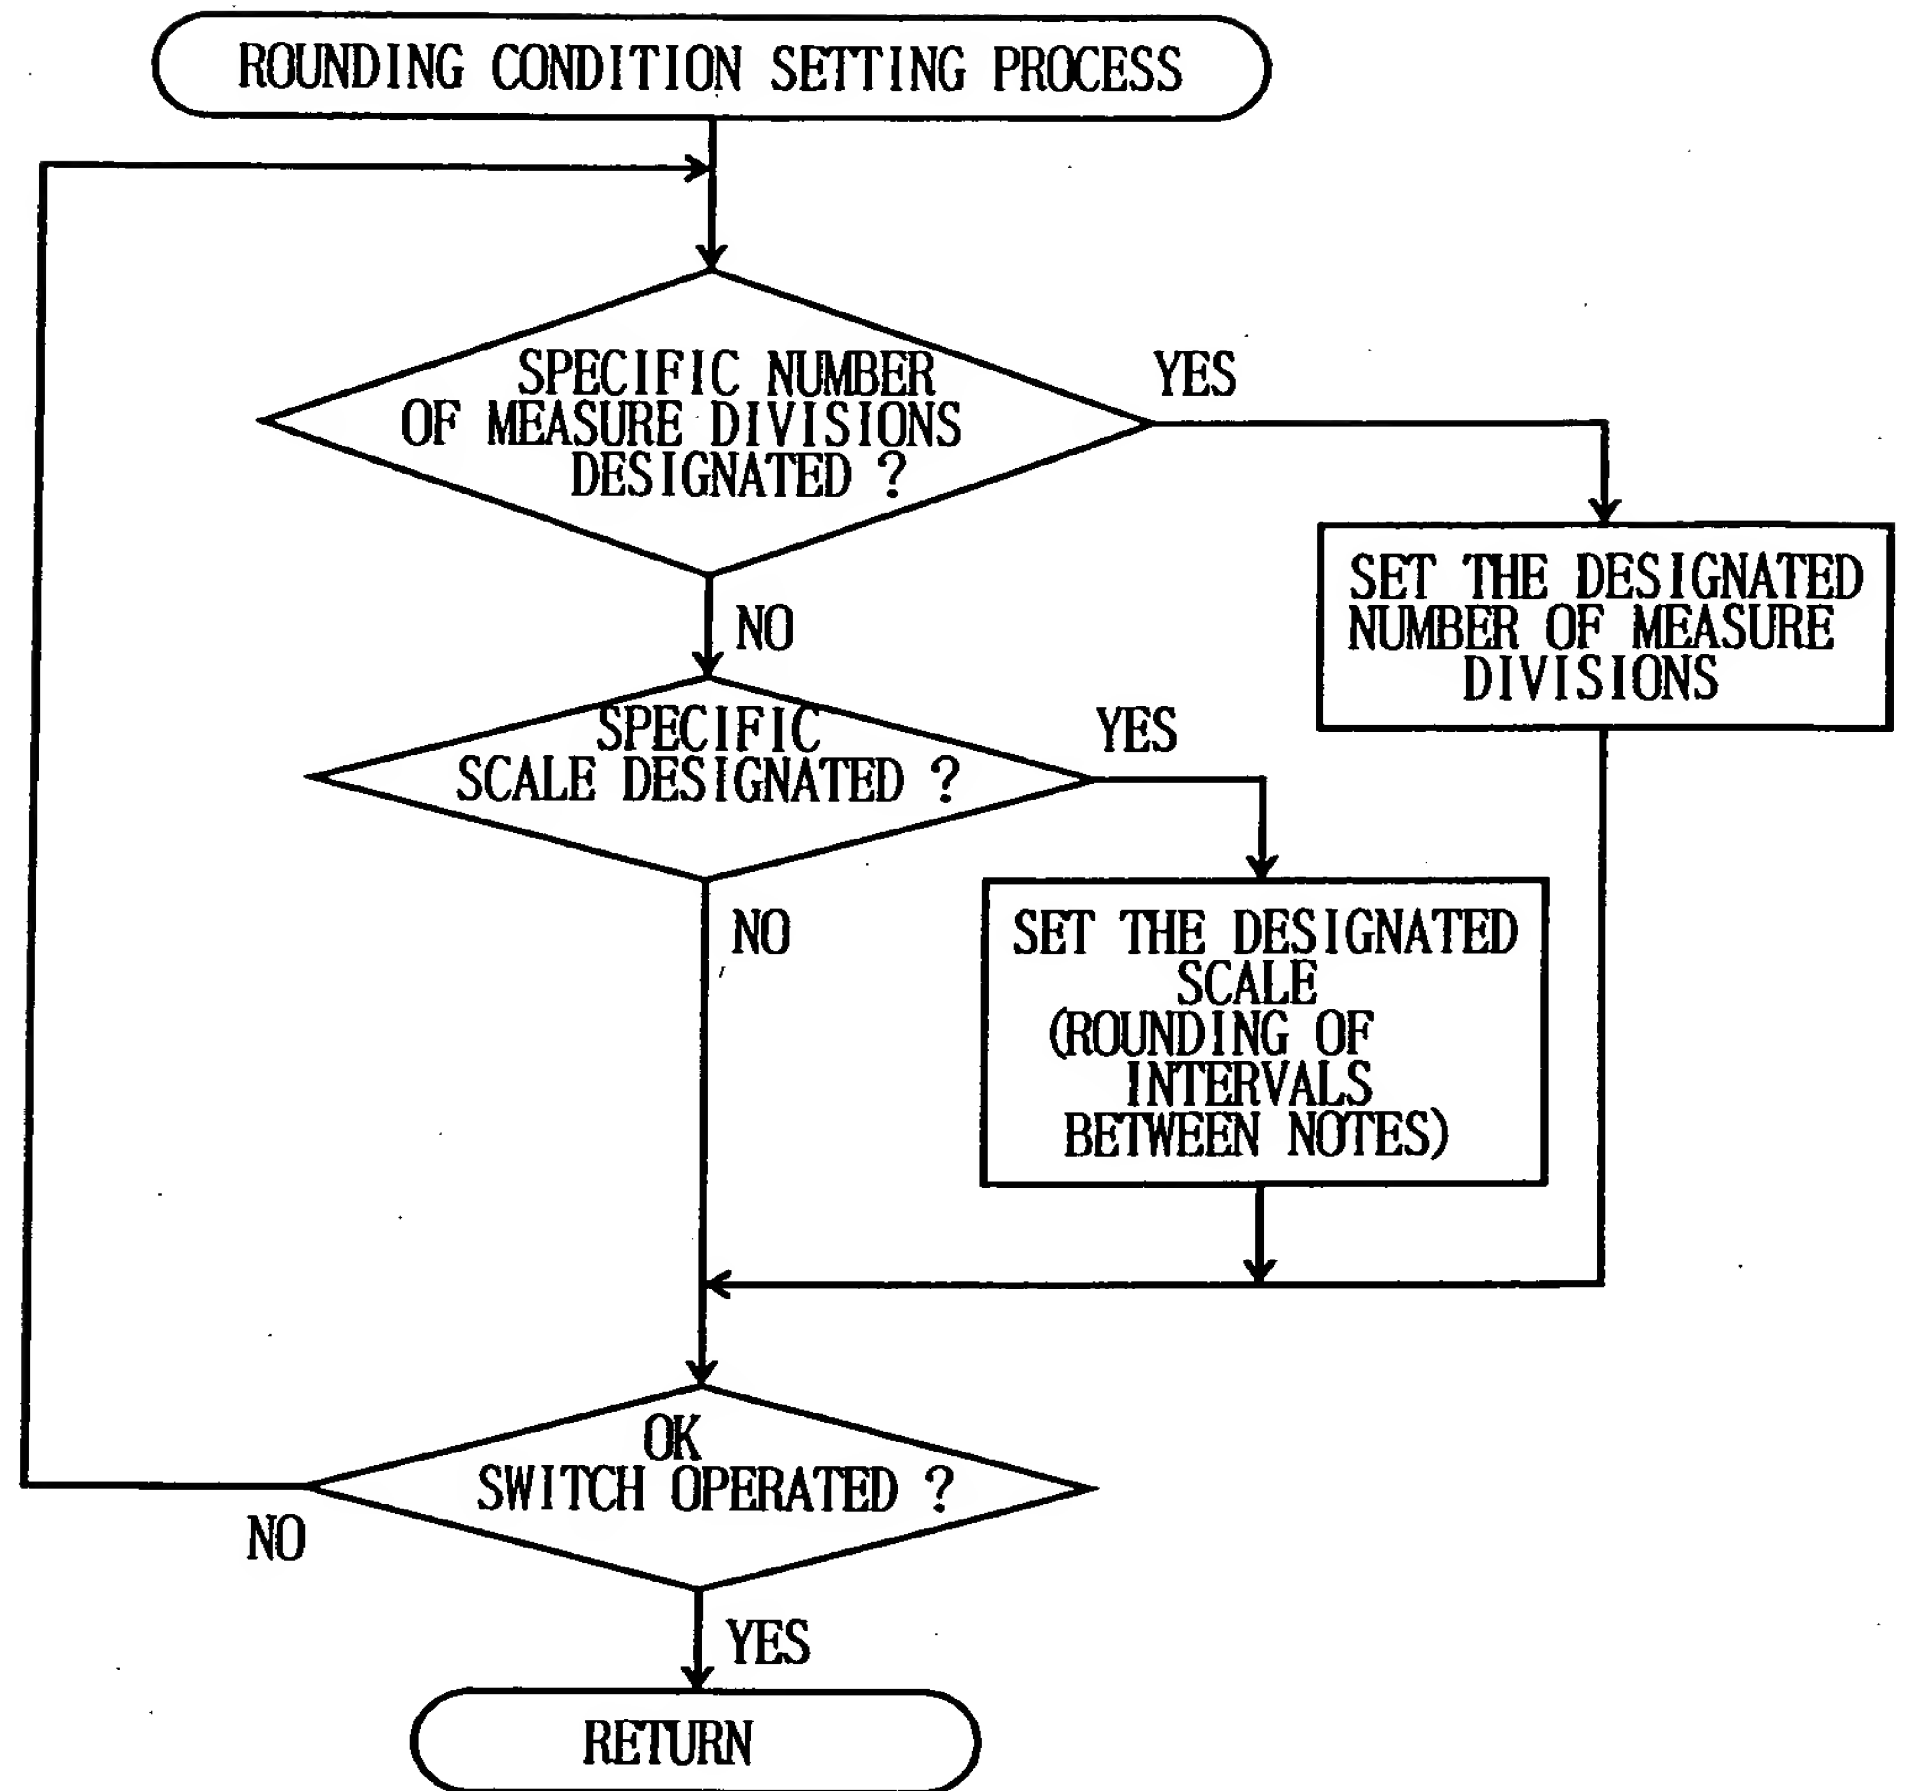 ROUNDING CONDITION SETTING PROCESS
SPECIFIC NUMBER
OF MEASURE DIVISIONS
DESIGNATED ?
YES
SET THE DESIGNATED
NUMBER OF MEASURE
DIVISIONS
NO
SPECIFIC
SCALE DESIGNATED ?
YES
NO
SET THE DESIGNATED
SCALE
(ROUNDING OF
INTERVALS
BETWEEN NOTES)
OK
SWITCH OPERATED ?
NO
YES
RETURN